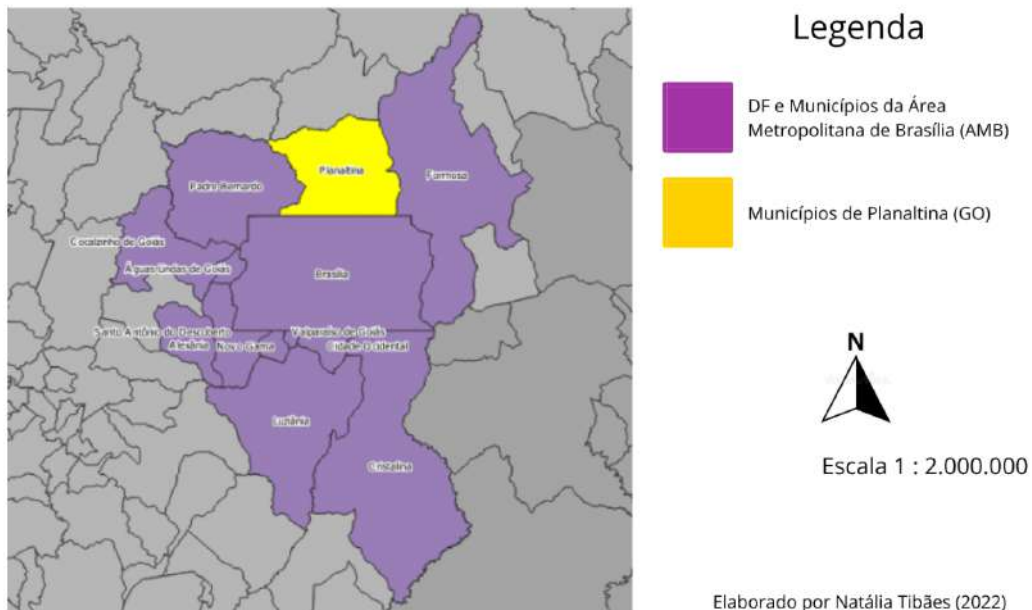 Legenda
DF e Municípios da Área
Metropolitana de Brasília (AMB)
Municípios de Planaltina (GO)
Planaltina
Formosa
Padre Bernardo
Cocalzinho de Goiás
Águas Lindas de Goiás
Brasília
Santo Antônio do Descoberto
Valparaíso de Goiás
Alexânia
Novo Gama
Cidade Ocidental
Luziânia
Cristalina
N
Escala 1 : 2.000.000
Elaborado por Natália Tibães (2022)